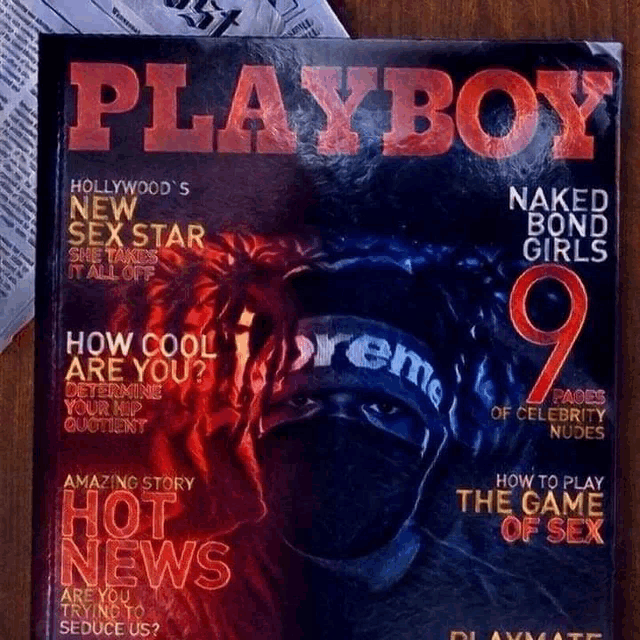 PLAYBOY
HOLLYWOOD`S
NEW
SEX STAR
SHE TAKES
IT ALL OFF
NAKED
BOND
GIRLS
9
PAGES
OF CELEBRITY
NUDES
HOW COOL
ARE YOU?
DETERMINE
YOUR HIP
QUOTIENT
preme
AMAZING STORY
HOT
NEWS
ARE YOU
TRYING TO
SEDUCE US?
HOW TO PLAY
THE GAME
OF SEX
PLAYMATE